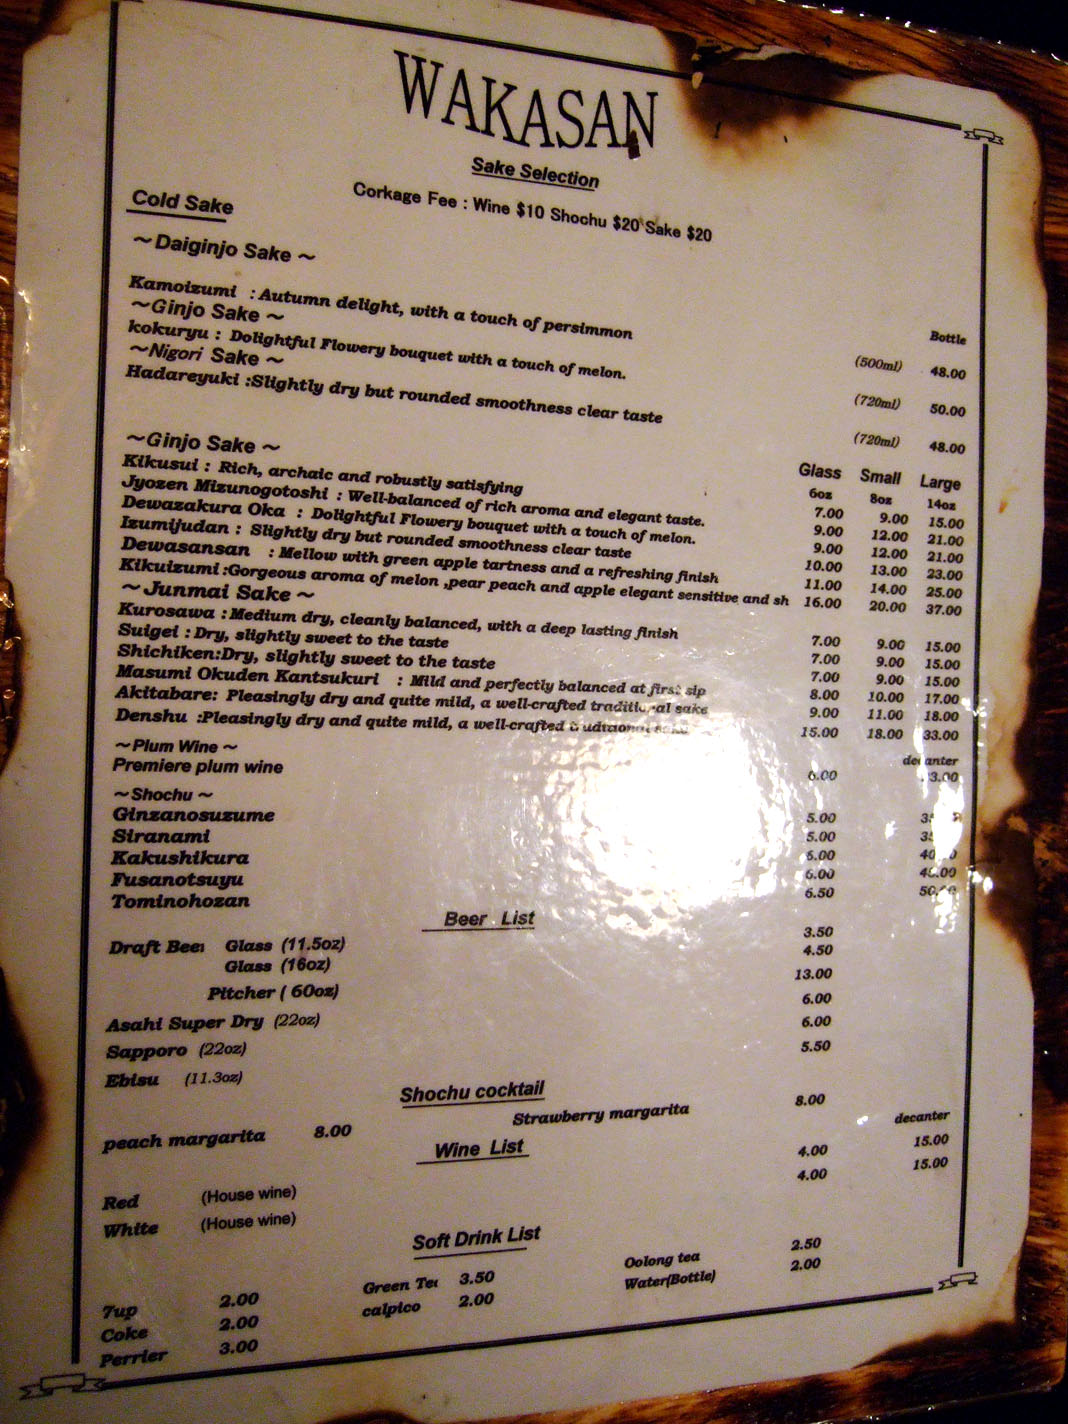 WAKASAN
Sake Selection
Corkage Fee : Wine $10 Shochu $20 Sake $20
Cold Sake
~Daiginjo Sake ~
Bottle
Kamoizumi : Autumn delight, with a touch of persimmon (500ml) 48.00
~Ginjo Sake ~
kokuryu : Dolightful Flowery bouquet with a touch of melon. (720ml) 50.00
~Nigori Sake ~
Hadareyuki :Slightly dry but rounded smoothness clear taste (720ml) 48.00
~Ginjo Sake ~ Glass Small Large
6oz 8oz 14oz
Kikusui : Rich, archaic and robustly satisfying 7.00 9.00 15.00
Jyozen Mizunogotoshi : Well-balanced of rich aroma and elegant taste. 9.00 12.00 21.00
Dewazakura Oka : Dolightful Flowery bouquet with a touch of melon. 9.00 12.00 21.00
Izumijudan : Slightly dry but rounded smoothness clear taste 10.00 13.00 23.00
Dewasansan : Mellow with green apple tartness and a refreshing finish 11.00 14.00 25.00
Kikuizumi :Gorgeous aroma of melon ,pear peach and apple elegant sensitive and sh 16.00 20.00 37.00
~Junmai Sake ~
Kurosawa : Medium dry, cleanly balanced, with a deep lasting finish 7.00 9.00 15.00
Suigei : Dry, slightly sweet to the taste 7.00 9.00 15.00
Shichiken:Dry, slightly sweet to the taste 7.00 9.00 15.00
Masumi Okuden Kantsukuri : Mild and perfectly balanced at first sip 8.00 10.00 17.00
Akitabare: Pleasingly dry and quite mild, a well-crafted traditional sake 9.00 11.00 18.00
Denshu :Pleasingly dry and quite mild, a well-crafted traditional 15.00 18.00 33.00
~Plum Wine ~ decanter
Premiere plum wine 6.00
~Shochu ~
Ginzanosuzume 5.00
Siranami 5.00
Kakushikura 6.00
Fusanotsuyu 6.00
Tominohozan 6.50
Beer List
Draft Beer Glass (11.5oz) 3.50
Glass (16oz) 4.50
Pitcher ( 60oz) 13.00
Asahi Super Dry (22oz) 6.00
Sapporo (22oz) 6.00
Ebisu (11.3oz) 5.50
Shochu cocktail
peach margarita 8.00 Strawberry margarita 8.00
Wine List decanter
Red (House wine) 4.00 15.00
White (House wine) 4.00 15.00
Soft Drink List
7up 2.00 Green Tea 3.50 Oolong tea 2.50
Coke 2.00 calpico 2.00 Water(Bottle) 2.00
Perrier 3.00